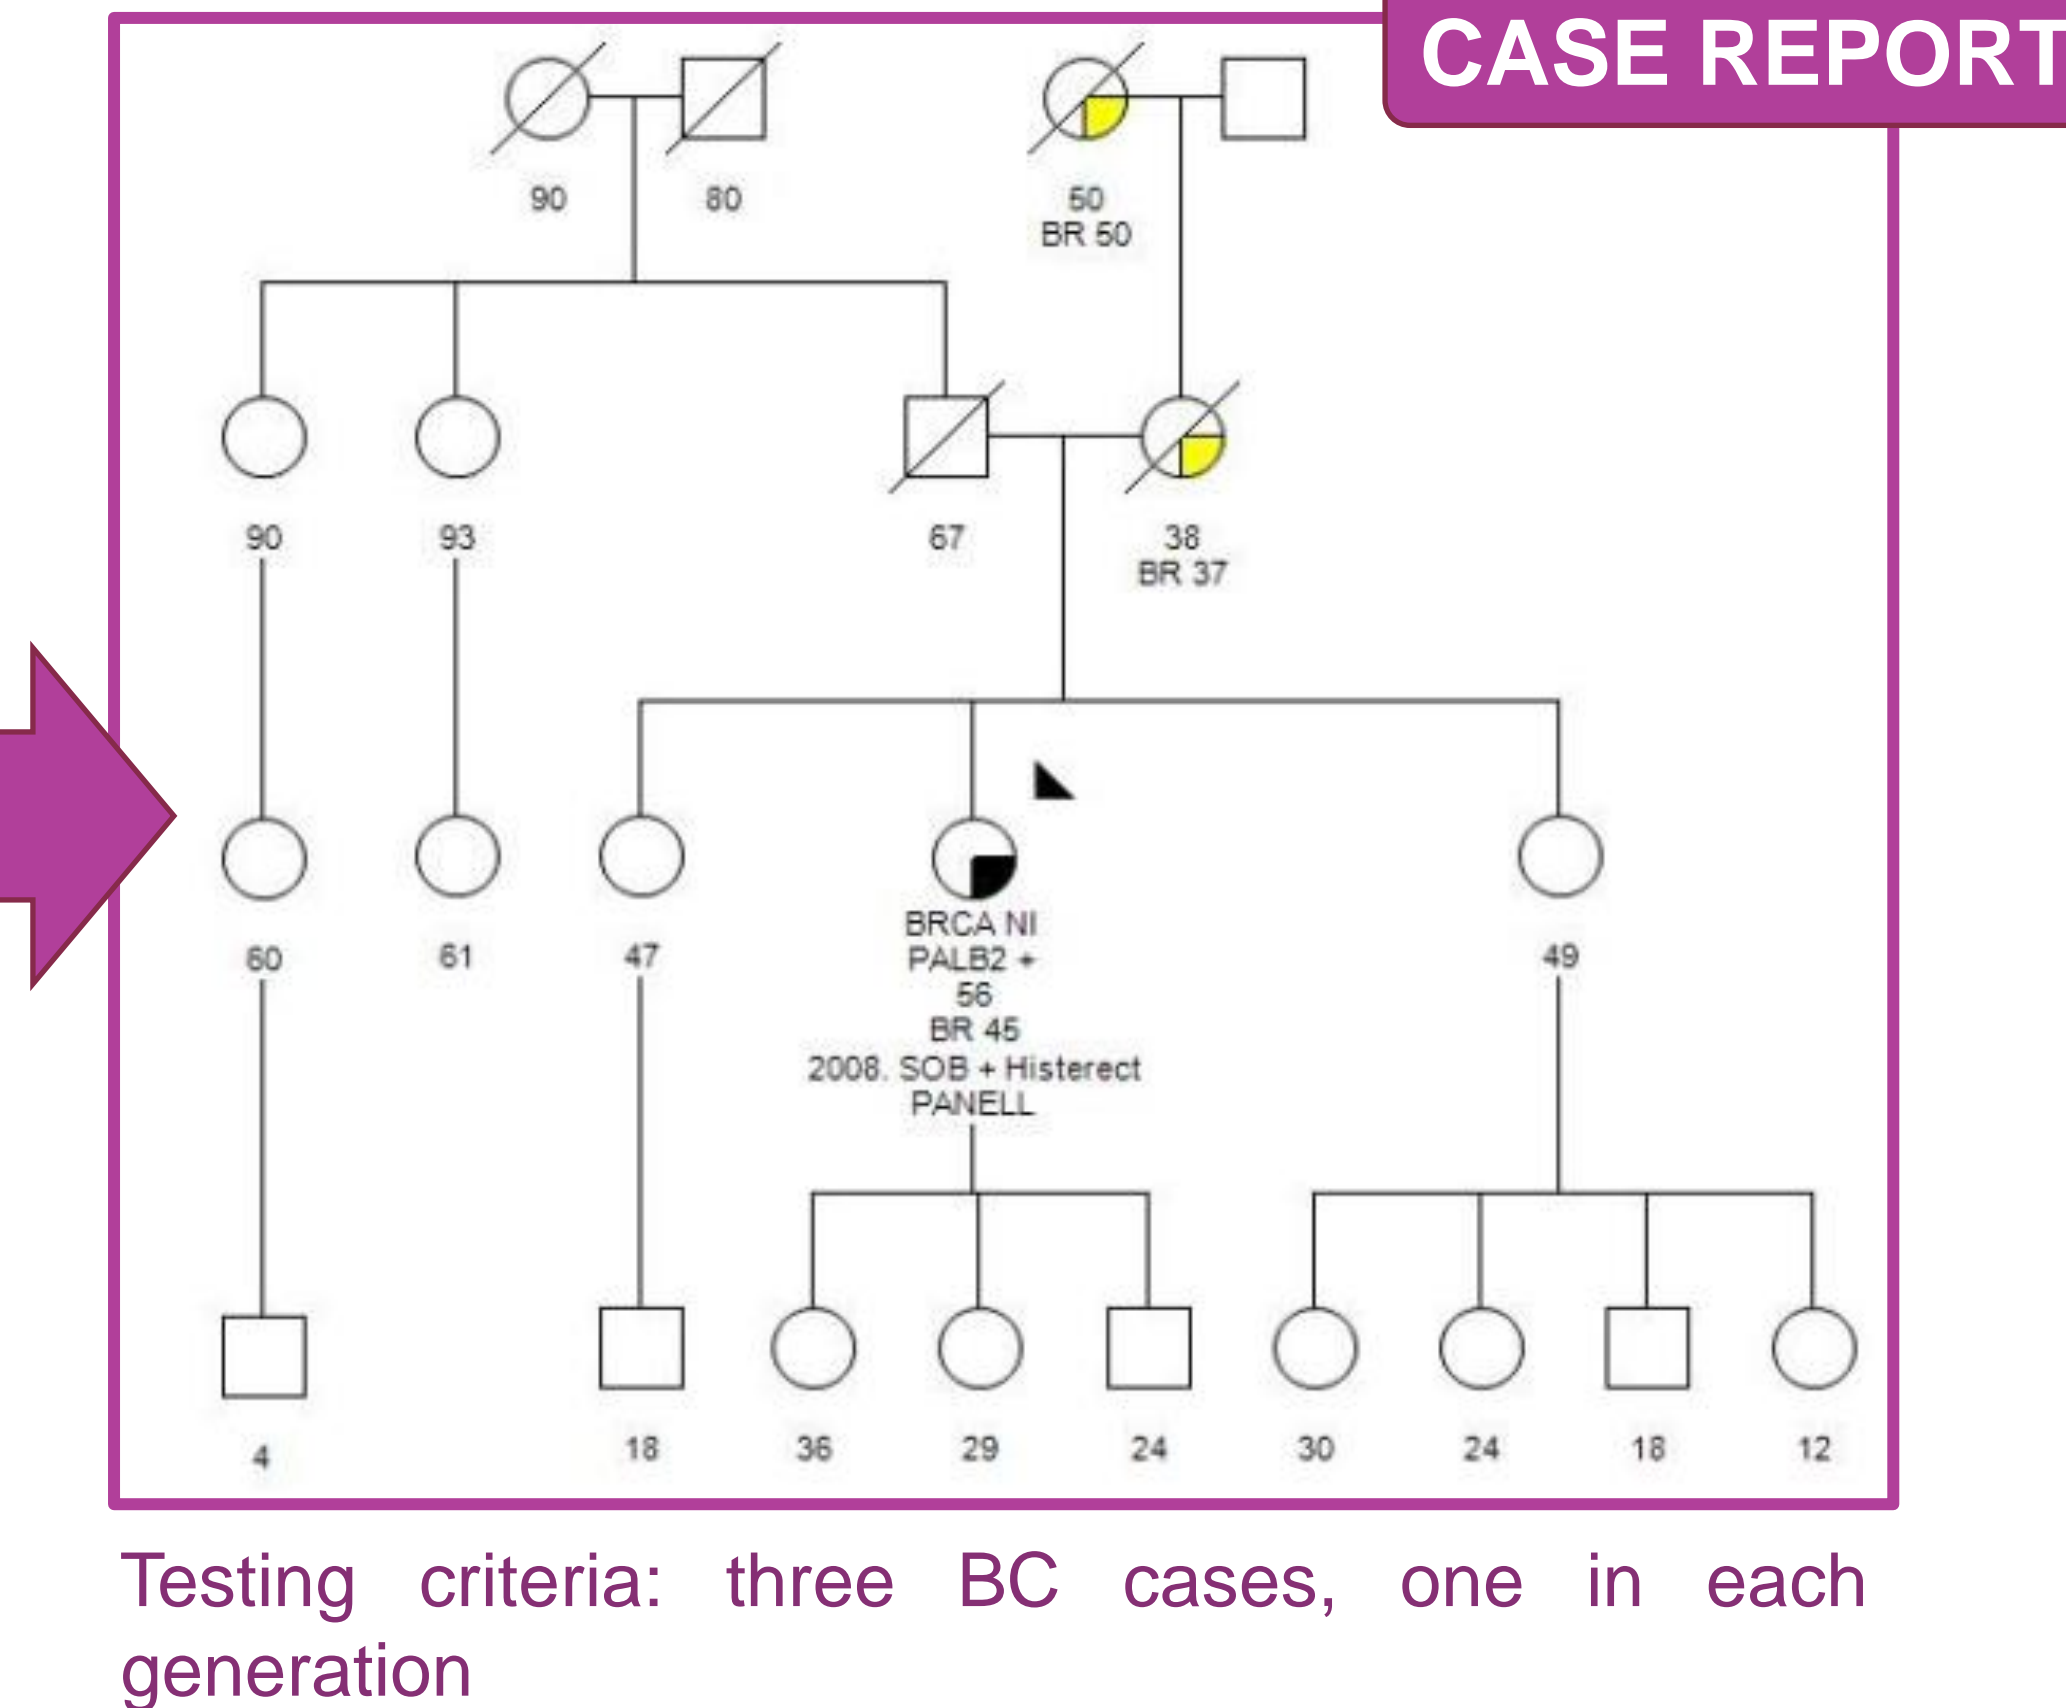 CASE REPORT
90 80 50
BR 50
90 93 67 38
BR 37
60 61 47 49
BRCA NI
PALB2 +
56
BR 45
2008. SOB + Histerect
PANELL
4 18 36 29 24 30 24 18 12
Testing criteria: three BC cases, one in each
generation